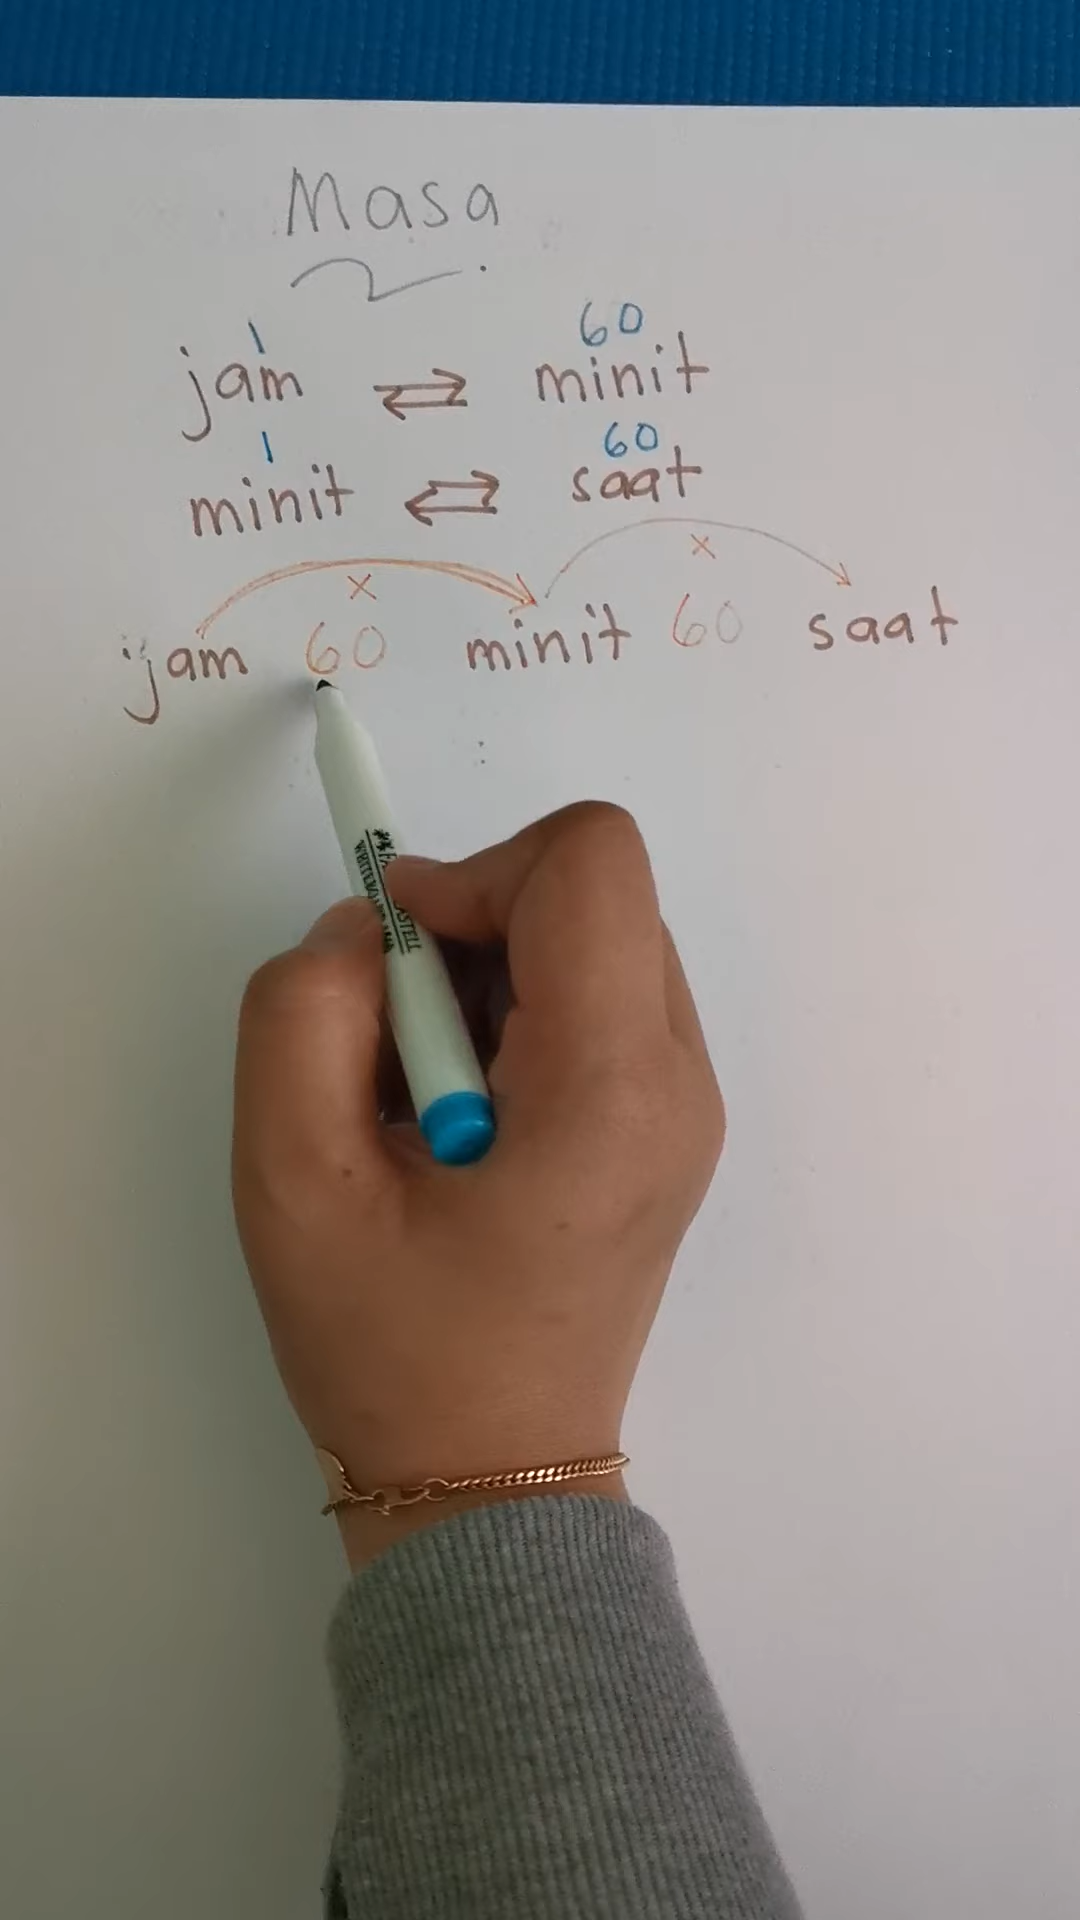 Masa
1 60
jam ⇌ minit
1 60
minit ⇌ saat
× ×
jam 60 minit 60 saat